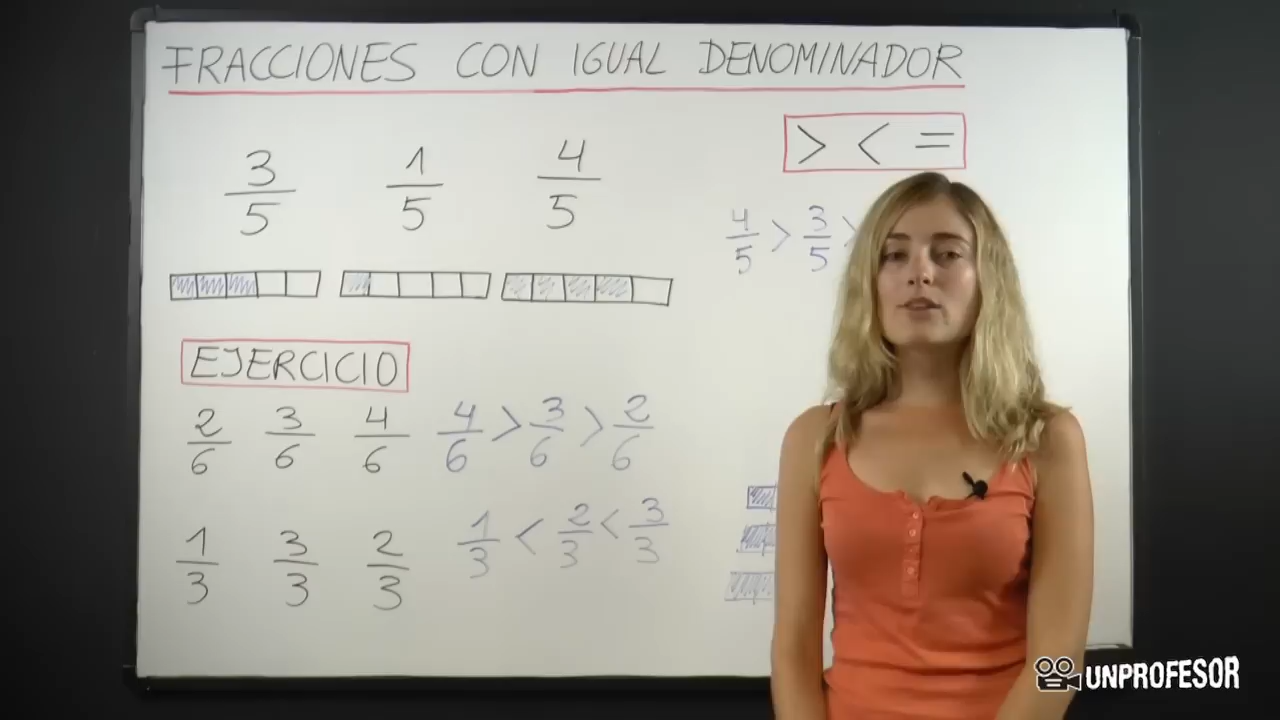 FRACCIONES CON IGUAL DENOMINADOR
> < =
3/5 1/5 4/5
4/5 > 3/5 >
EJERCICIO
2/6 3/6 4/6 4/6 > 3/6 > 2/6
1/3 3/3 2/3 1/3 < 2/3 < 3/3
UNPROFESOR